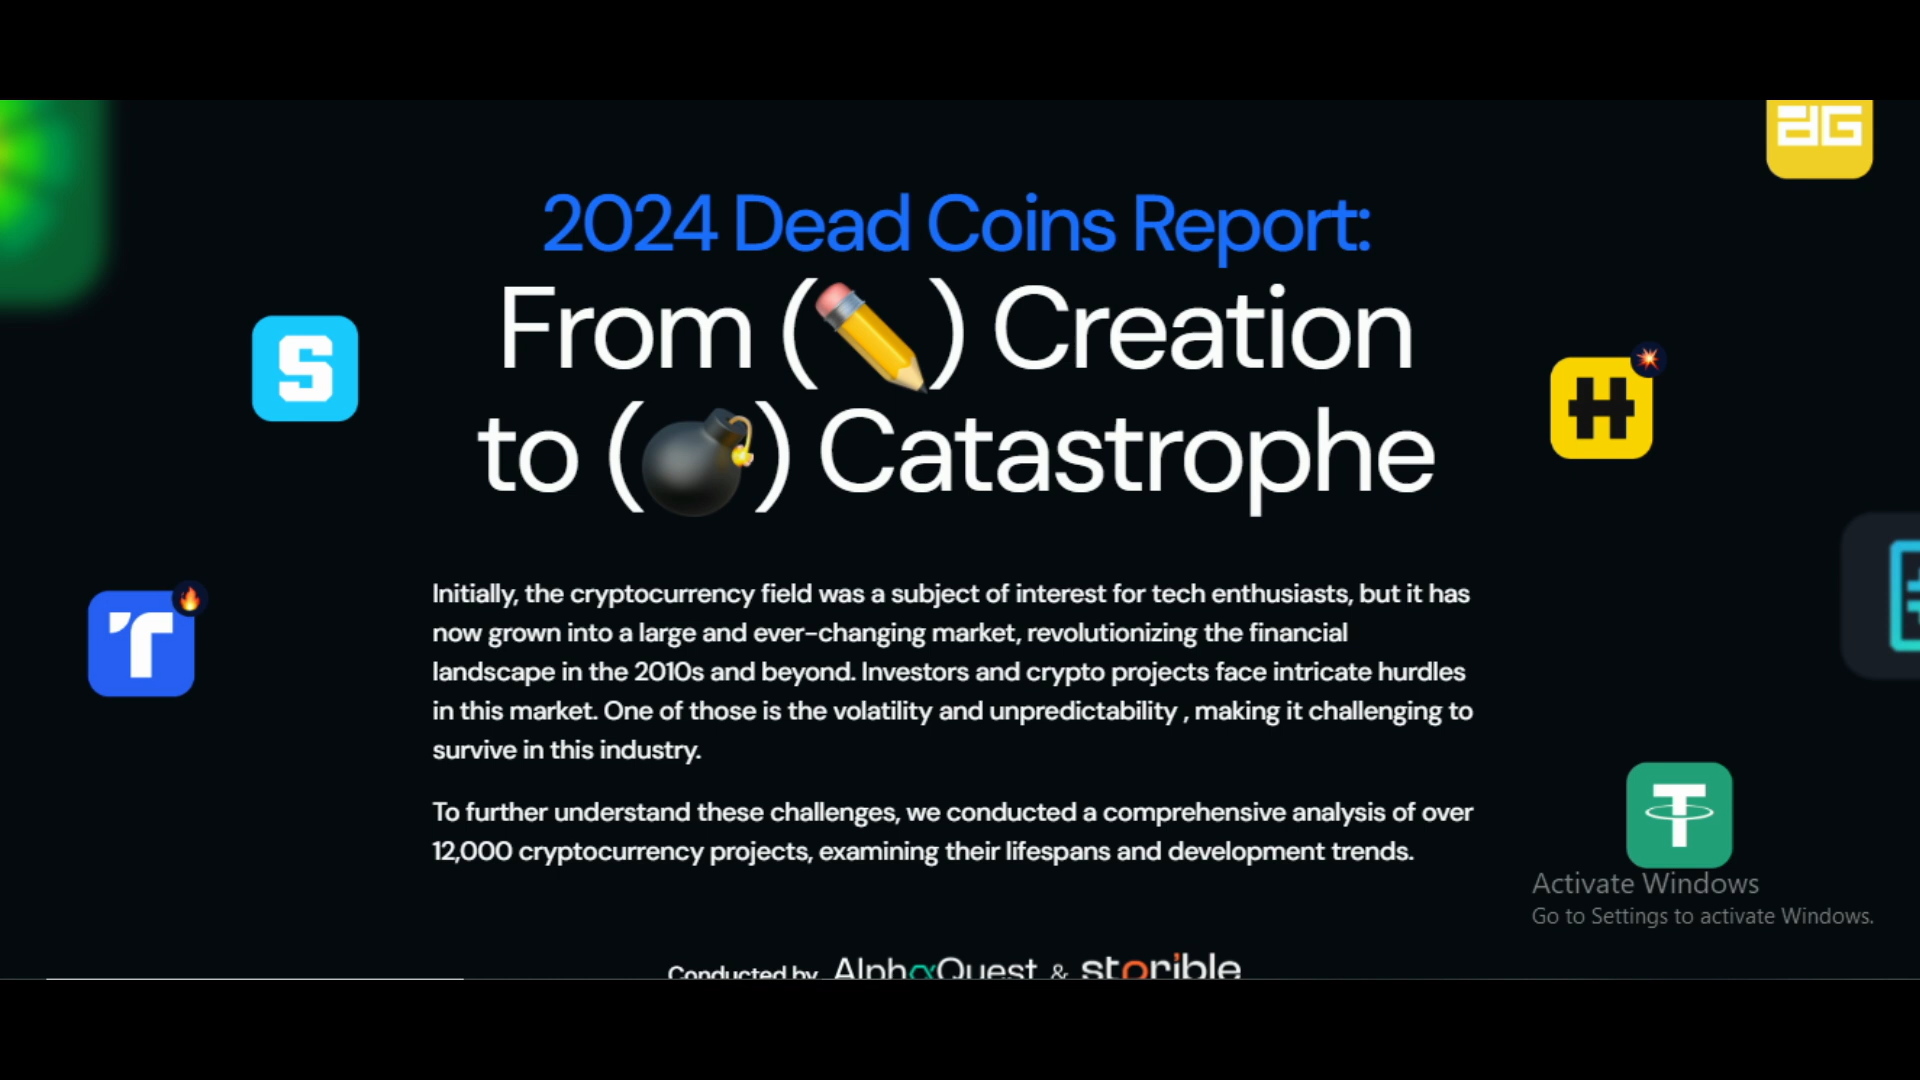 2024 Dead Coins Report:
From (✏️) Creation
to (💣) Catastrophe
Initially, the cryptocurrency field was a subject of interest for tech enthusiasts, but it has
now grown into a large and ever-changing market, revolutionizing the financial
landscape in the 2010s and beyond. Investors and crypto projects face intricate hurdles
in this market. One of those is the volatility and unpredictability , making it challenging to
survive in this industry.
To further understand these challenges, we conducted a comprehensive analysis of over
12,000 cryptocurrency projects, examining their lifespans and development trends.
Activate Windows
Go to Settings to activate Windows.
Conducted by AlphαQuest & storible